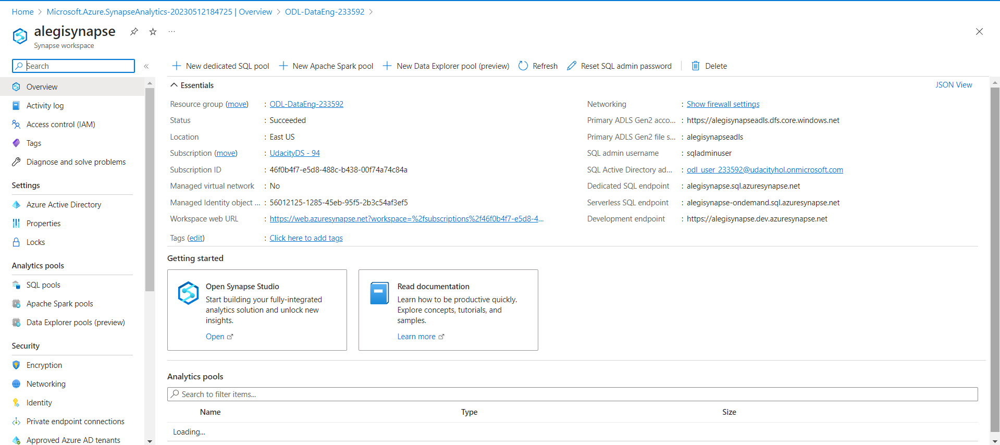 Home > Microsoft.Azure.SynapseAnalytics-20230512184725 | Overview > ODL-DataEng-233592 >
alegisynapse
Synapse workspace
Search
Overview
Activity log
Access control (IAM)
Tags
Diagnose and solve problems
Settings
Azure Active Directory
Properties
Locks
Analytics pools
SQL pools
Apache Spark pools
Data Explorer pools (preview)
Security
Encryption
Networking
Identity
Private endpoint connections
Approved Azure AD tenants
New dedicated SQL pool New Apache Spark pool New Data Explorer pool (preview) Refresh Reset SQL admin password Delete
Essentials
JSON View
Resource group (move) : ODL-DataEng-233592
Status : Succeeded
Location : East US
Subscription (move) : UdacityDS - 94
Subscription ID : 46f0b4f7-e5d8-488c-b438-00f74a74c84a
Managed virtual network : No
Managed Identity object ... : 56012125-1285-45eb-95f5-2b3c54af3ef5
Workspace web URL : https://web.azuresynapse.net?workspace=%2fsubscriptions%2f46f0b4f7-e5d8-4...
Tags (edit) : Click here to add tags
Networking : Show firewall settings
Primary ADLS Gen2 acco... : https://alegisynapseadls.dfs.core.windows.net
Primary ADLS Gen2 file s... : alegisynapseadls
SQL admin username : sqladminuser
SQL Active Directory ad... : odl_user_233592@udacityhol.onmicrosoft.com
Dedicated SQL endpoint : alegisynapse.sql.azuresynapse.net
Serverless SQL endpoint : alegisynapse-ondemand.sql.azuresynapse.net
Development endpoint : https://alegisynapse.dev.azuresynapse.net
Getting started
Open Synapse Studio
Start building your fully-integrated
analytics solution and unlock new
insights.
Open
Read documentation
Learn how to be productive quickly.
Explore concepts, tutorials, and
samples.
Learn more
Analytics pools
Search to filter items...
Name Type Size
Loading...